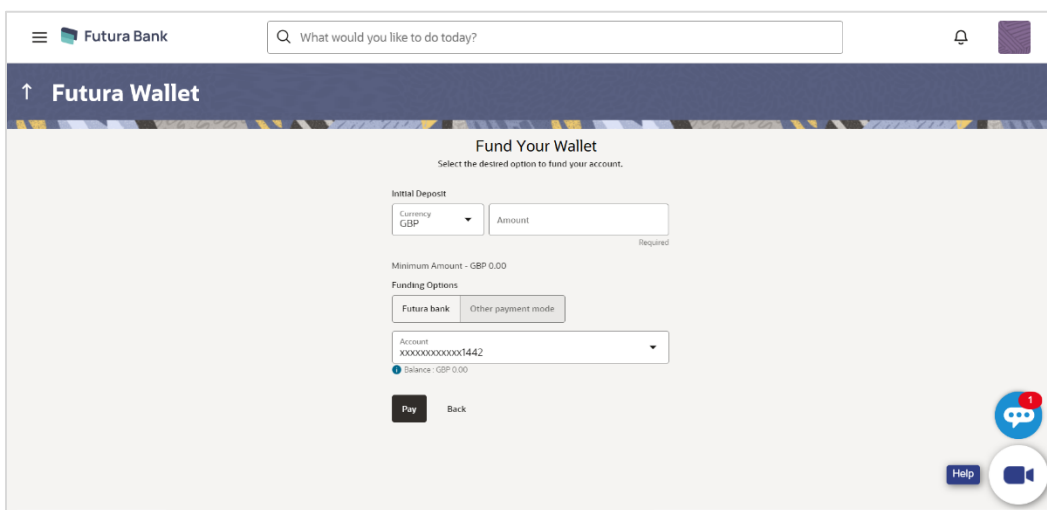 Futura Bank
What would you like to do today?
Futura Wallet
Fund Your Wallet
Select the desired option to fund your account.
Initial Deposit
Currency
GBP
Amount
Required
Minimum Amount - GBP 0.00
Funding Options
Futura bank Other payment mode
Account
xxxxxxxxxxxx1442
Balance : GBP 0.00
Pay Back
1
Help